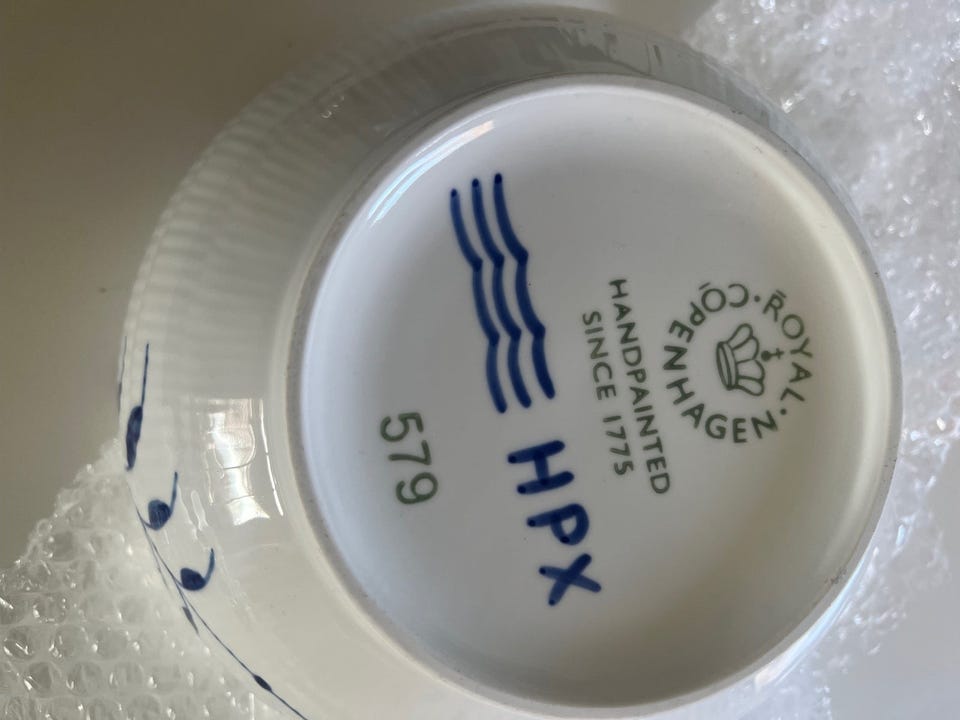 ROYAL
COPENHAGEN
HANDPAINTED
SINCE 1775
HPX
579